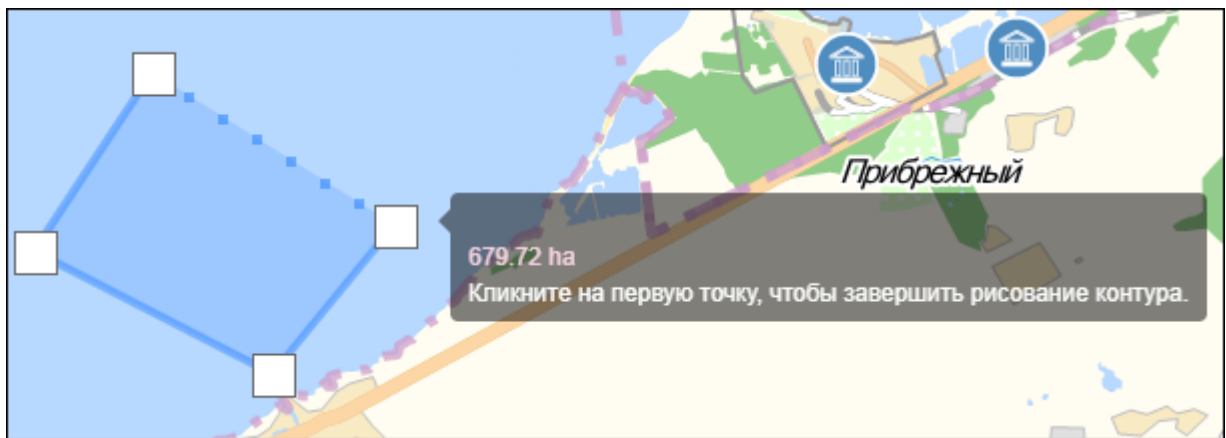 Прибрежный
679.72 ha
Кликните на первую точку, чтобы завершить рисование контура.